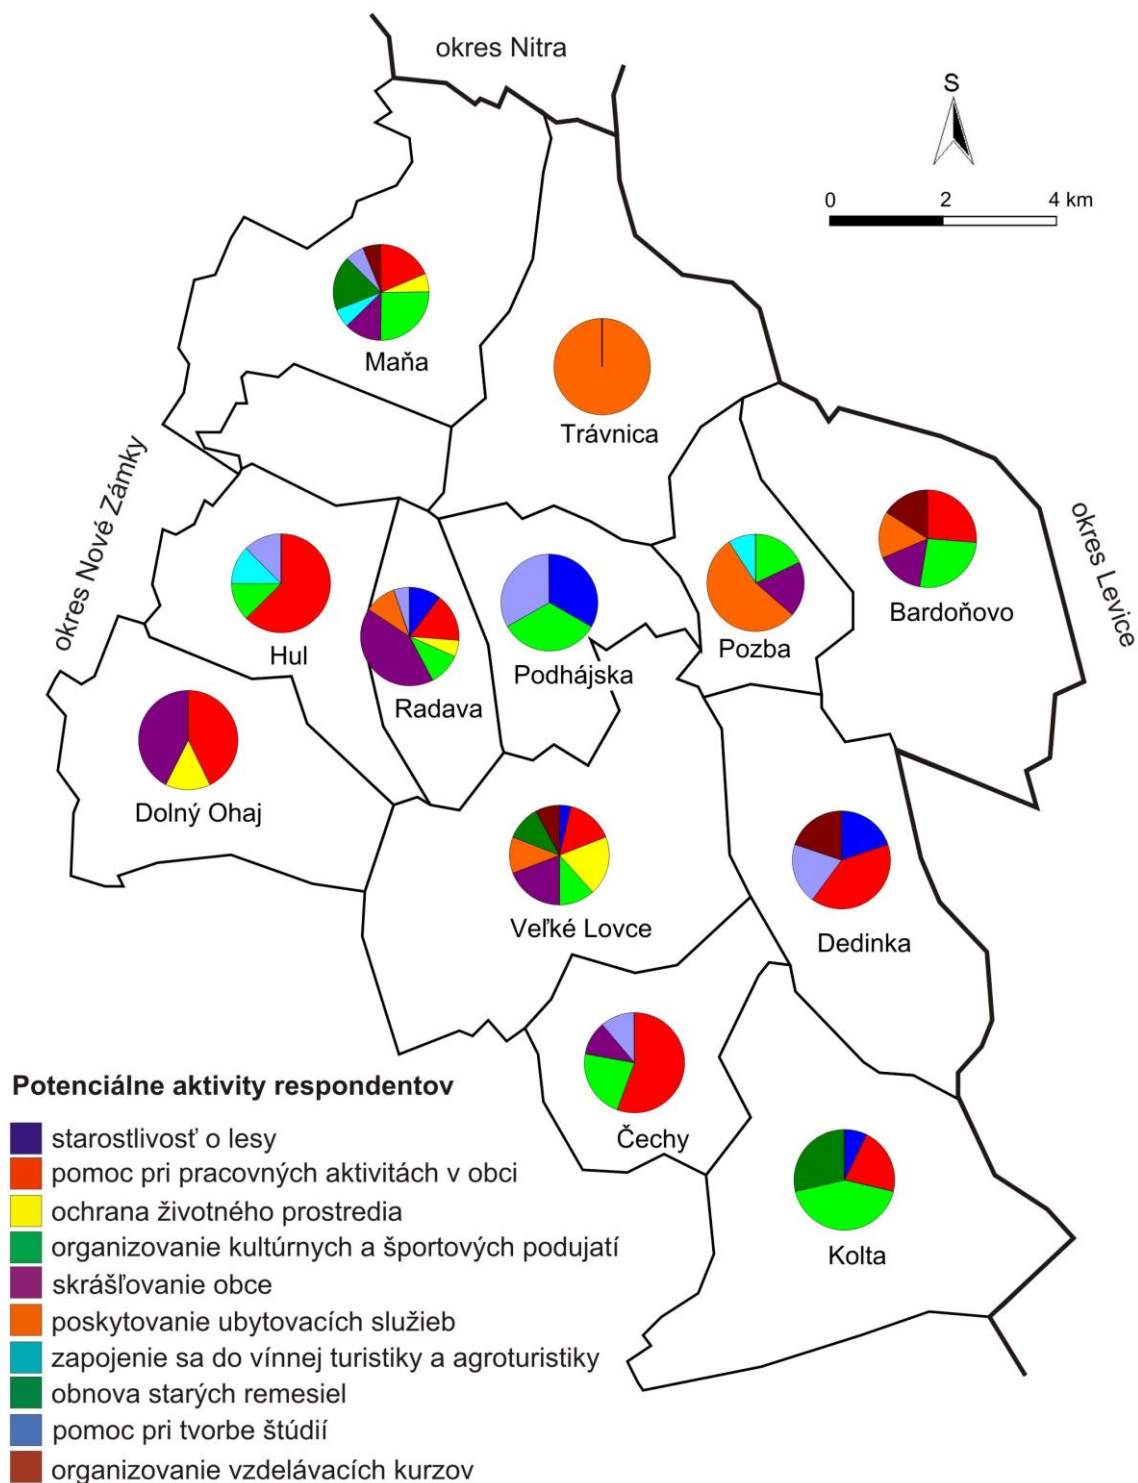 okres Nitra
S
0 2 4 km
Maňa
Trávnica
okres Nové Zámky
okres Levice
Bardoňovo
Hul
Pozba
Podhájska
Radava
Dolný Ohaj
Veľké Lovce
Dedinka
Čechy
Kolta
Potenciálne aktivity respondentov
starostlivosť o lesy
pomoc pri pracovných aktivitách v obci
ochrana životného prostredia
organizovanie kultúrnych a športových podujatí
skrášľovanie obce
poskytovanie ubytovacích služieb
zapojenie sa do vínnej turistiky a agroturistiky
obnova starých remesiel
pomoc pri tvorbe štúdií
organizovanie vzdelávacích kurzov